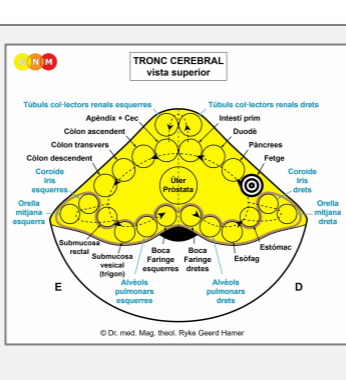 GNM
TRONC CEREBRAL
vista superior
Túbuls col·lectors renals esquerres
Túbuls col·lectors renals drets
Apèndix + Cec
Intestí prim
Còlon ascendent
Duodè
Còlon transvers
Pàncrees
Còlon descendent
Fetge
Coroide
Iris
esquerres
Coroide
Iris
drets
Úter
Pròstata
Orella
mitjana
esquerra
Orella
mitjana
dreta
Submucosa
rectal
Submucosa
vesical
(trigon)
Boca
Faringe
esquerres
Boca
Faringe
dretes
Esòfag
Estómac
Alvèols
pulmonars
esquerres
Alvèols
pulmonars
drets
E
D
© Dr. med. Mag. theol. Ryke Geerd Hamer